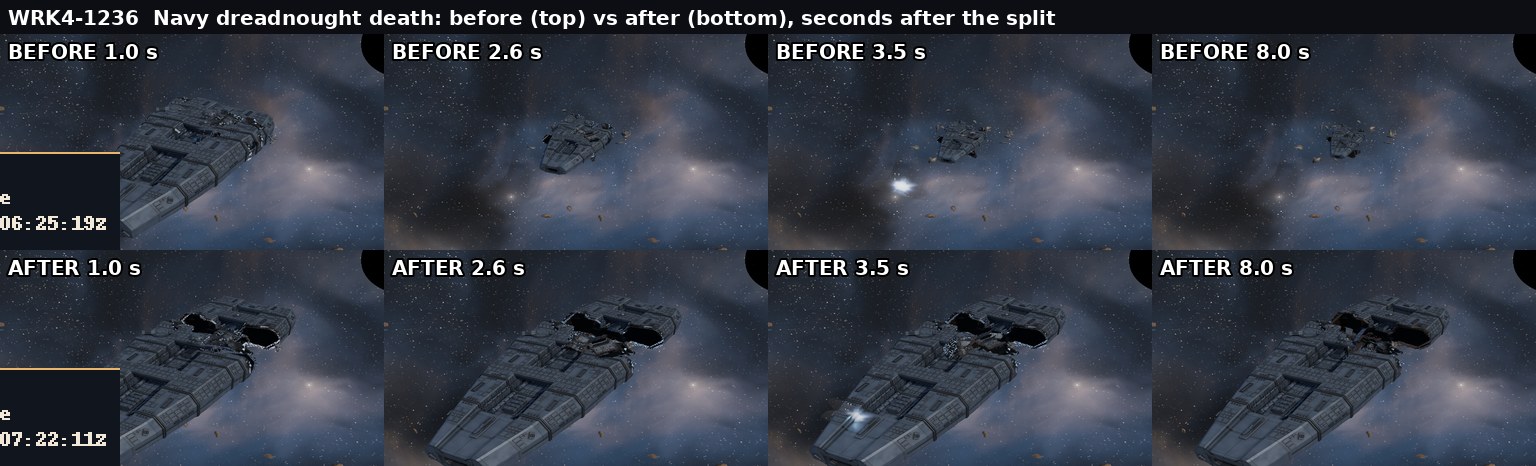 WRK4-1236 Navy dreadnought death: before (top) vs after (bottom), seconds after the split
BEFORE 1.0 s
BEFORE 2.6 s
BEFORE 3.5 s
BEFORE 8.0 s
e
06:25:19z
AFTER 1.0 s
AFTER 2.6 s
AFTER 3.5 s
AFTER 8.0 s
e
07:22:11z